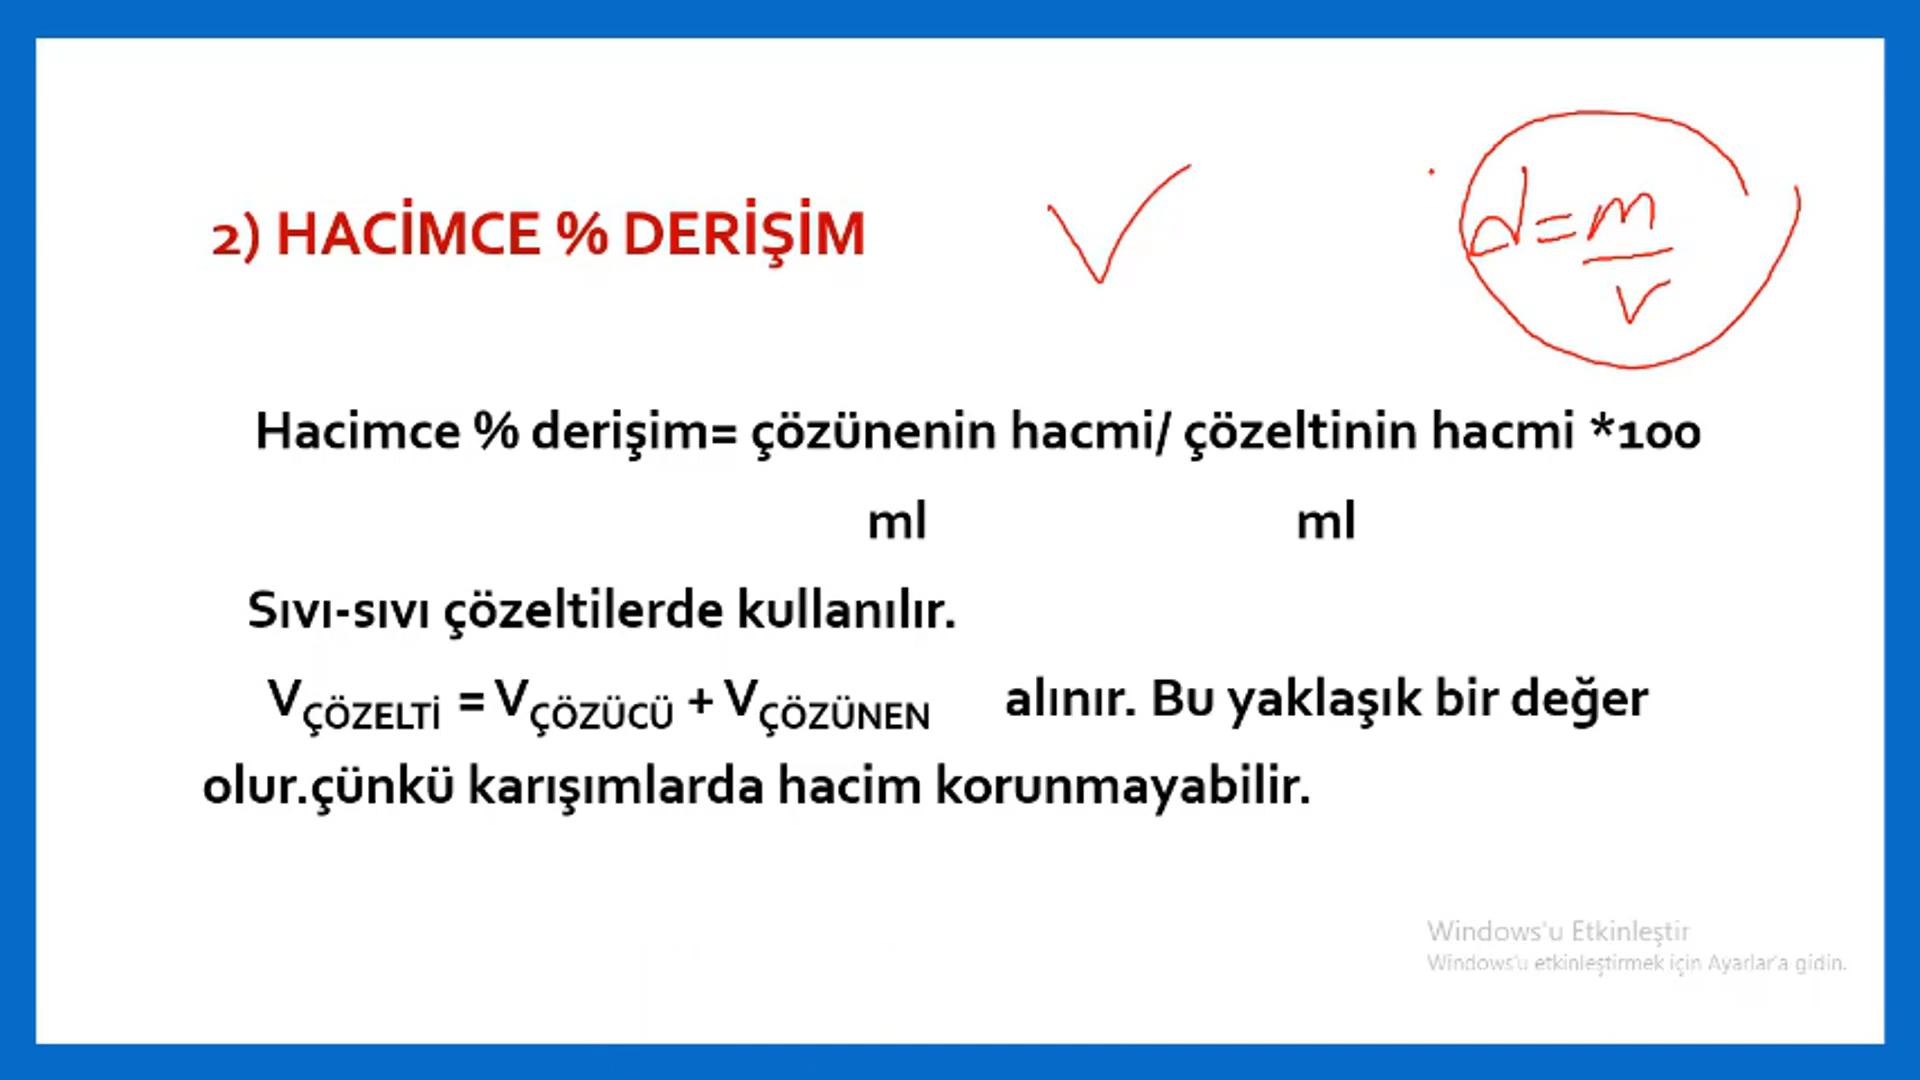 2) HACİMCE % DERİŞİM
d=m/v
Hacimce % derişim= çözünenin hacmi/ çözeltinin hacmi *100
ml ml
Sıvı-sıvı çözeltilerde kullanılır.
VÇÖZELTİ = VÇÖZÜCÜ + VÇÖZÜNEN alınır. Bu yaklaşık bir değer
olur.çünkü karışımlarda hacim korunmayabilir.
Windows'u Etkinleştir
Windows'u etkinleştirmek için Ayarlar'a gidin.